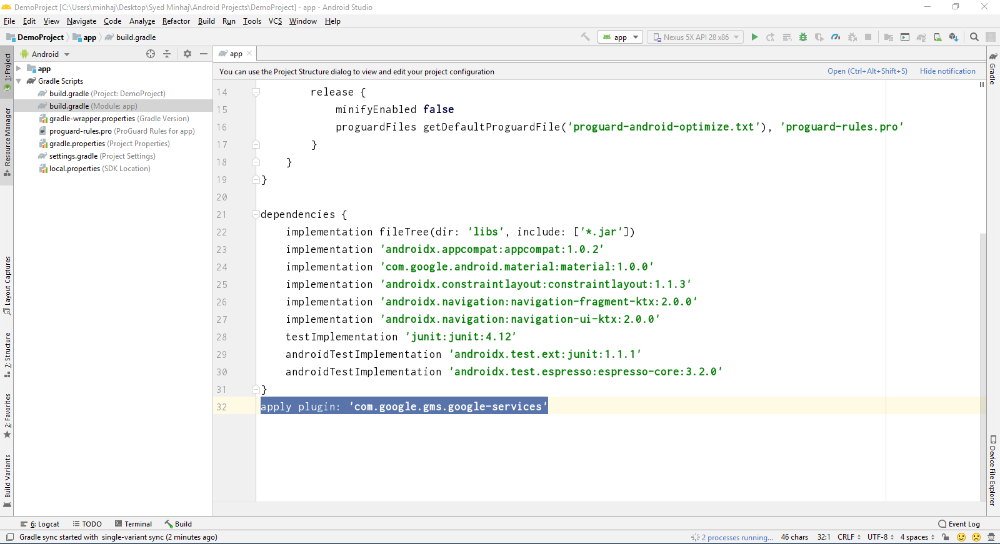 DemoProject [C:\Users\minhaj\Desktop\Syed Minhaj\Android Projects\DemoProject] - app - Android Studio
File Edit View Navigate Code Analyze Refactor Build Run Tools VCS Window Help
DemoProject app build.gradle
app Nexus 5X API 28 x86
1: Project
Resource Manager
Layout Captures
7: Structure
2: Favorites
Build Variants
Android
app
Gradle Scripts
build.gradle (Project: DemoProject)
build.gradle (Module: app)
gradle-wrapper.properties (Gradle Version)
proguard-rules.pro (ProGuard Rules for app)
gradle.properties (Project Properties)
settings.gradle (Project Settings)
local.properties (SDK Location)
app
You can use the Project Structure dialog to view and edit your project configuration Open (Ctrl+Alt+Shift+S) Hide notification
14 release {
15 minifyEnabled false
16 proguardFiles getDefaultProguardFile('proguard-android-optimize.txt'), 'proguard-rules.pro'
17 }
18 }
19 }
20
21 dependencies {
22 implementation fileTree(dir: 'libs', include: ['*.jar'])
23 implementation 'androidx.appcompat:appcompat:1.0.2'
24 implementation 'com.google.android.material:material:1.0.0'
25 implementation 'androidx.constraintlayout:constraintlayout:1.1.3'
26 implementation 'androidx.navigation:navigation-fragment-ktx:2.0.0'
27 implementation 'androidx.navigation:navigation-ui-ktx:2.0.0'
28 testImplementation 'junit:junit:4.12'
29 androidTestImplementation 'androidx.test.ext:junit:1.1.1'
30 androidTestImplementation 'androidx.test.espresso:espresso-core:3.2.0'
31 }
32 apply plugin: 'com.google.gms.google-services'
Gradle
Device File Explorer
6: Logcat TODO Terminal Build Event Log
Gradle sync started with single-variant sync (2 minutes ago) 2 processes running... 46 chars 32:1 CRLF UTF-8 4 spaces